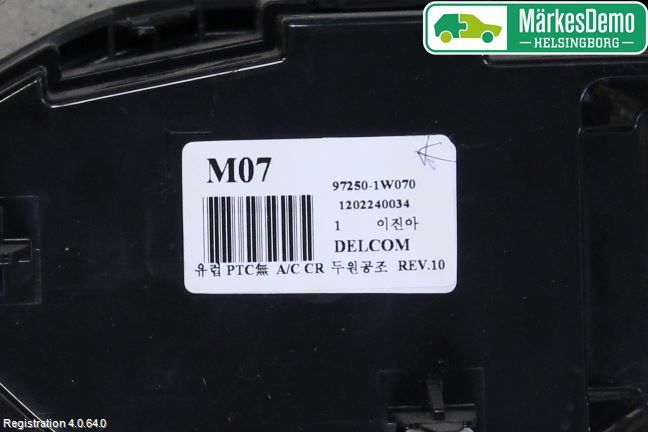 MärkesDemo
HELSINGBORG
M07
97250-1W070
1202240034
1 이진아
DELCOM
유럽 PTC無 A/C CR 두원공조 REV.10
Registration 4.0.64.0